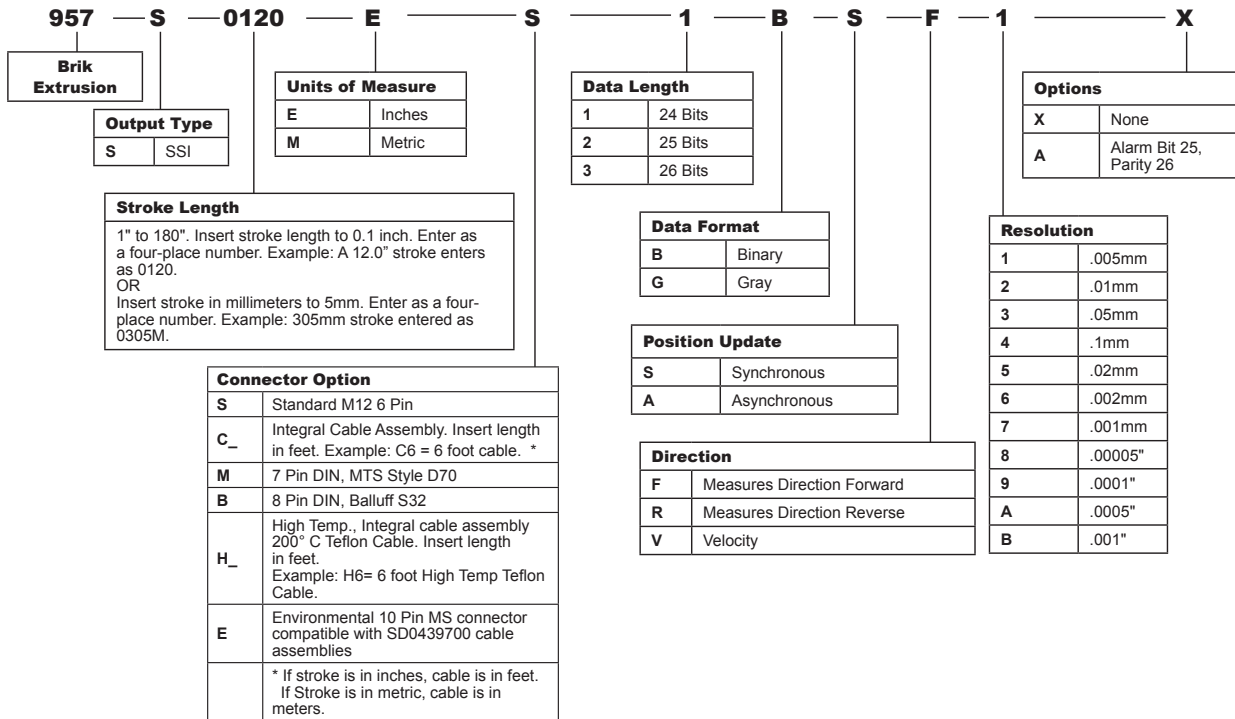 957 S 0120 E S 1 B S F 1 X
Brik
Extrusion
Output Type
S SSI
Units of Measure
E Inches
M Metric
Data Length
1 24 Bits
2 25 Bits
3 26 Bits
Options
X None
A Alarm Bit 25,
Parity 26
Stroke Length
1" to 180". Insert stroke length to 0.1 inch. Enter as
a four-place number. Example: A 12.0” stroke enters
as 0120.
OR
Insert stroke in millimeters to 5mm. Enter as a four-
place number. Example: 305mm stroke entered as
0305M.
Data Format
B Binary
G Gray
Resolution
1 .005mm
2 .01mm
3 .05mm
4 .1mm
5 .02mm
6 .002mm
7 .001mm
8 .00005"
9 .0001"
A .0005"
B .001"
Position Update
S Synchronous
A Asynchronous
Connector Option
S Standard M12 6 Pin
C_ Integral Cable Assembly. Insert length
in feet. Example: C6 = 6 foot cable. *
M 7 Pin DIN, MTS Style D70
B 8 Pin DIN, Balluff S32
H_ High Temp., Integral cable assembly
200° C Teflon Cable. Insert length
in feet.
Example: H6= 6 foot High Temp Teflon
Cable.
E Environmental 10 Pin MS connector
compatible with SD0439700 cable
assemblies
* If stroke is in inches, cable is in feet.
If Stroke is in metric, cable is in
meters.
Direction
F Measures Direction Forward
R Measures Direction Reverse
V Velocity